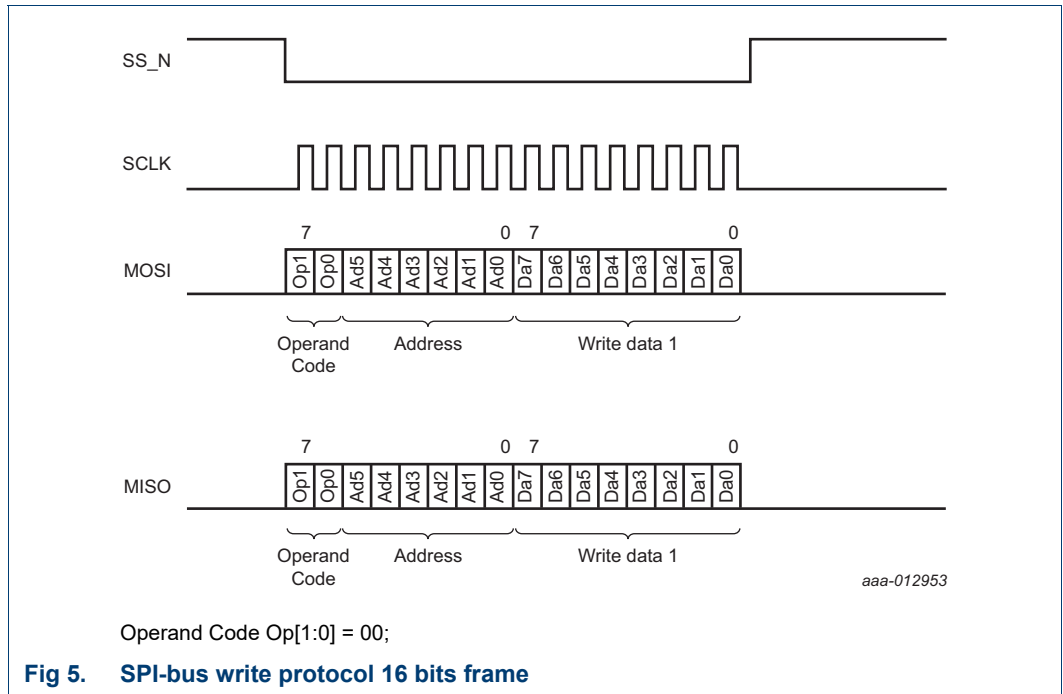 SS_N
SCLK
7 0 7 0
MOSI Op1 Op0 Ad5 Ad4 Ad3 Ad2 Ad1 Ad0 Da7 Da6 Da5 Da4 Da3 Da2 Da1 Da0
Operand Address Write data 1
Code
7 0 7 0
MISO Op1 Op0 Ad5 Ad4 Ad3 Ad2 Ad1 Ad0 Da7 Da6 Da5 Da4 Da3 Da2 Da1 Da0
Operand Address Write data 1
Code
aaa-012953
Operand Code Op[1:0] = 00;
Fig 5. SPI-bus write protocol 16 bits frame